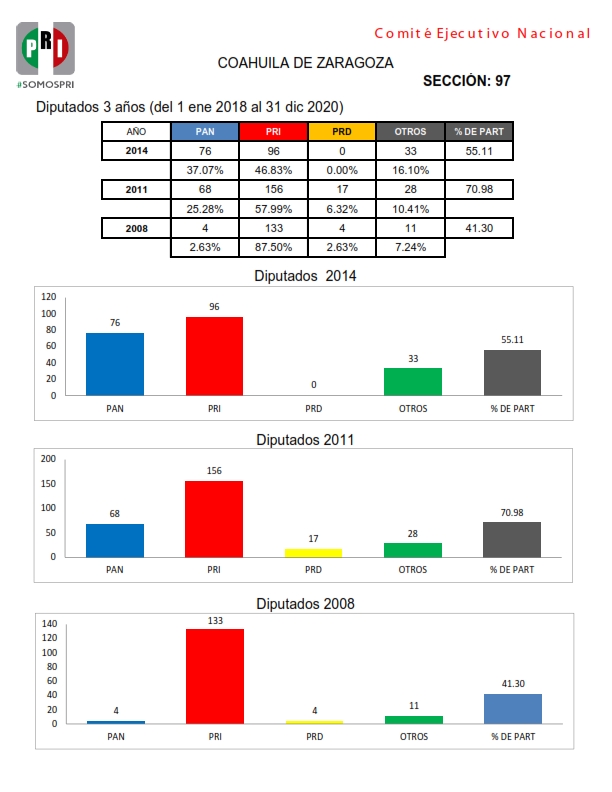 Comité Ejecutivo Nacional
PRI
#SOMOSPRI
COAHUILA DE ZARAGOZA
SECCIÓN: 97
Diputados 3 años (del 1 ene 2018 al 31 dic 2020)
AÑO PAN PRI PRD OTROS % DE PART
2014 76 96 0 33 55.11
37.07% 46.83% 0.00% 16.10%
2011 68 156 17 28 70.98
25.28% 57.99% 6.32% 10.41%
2008 4 133 4 11 41.30
2.63% 87.50% 2.63% 7.24%
Diputados 2014
120
100
80
60
40
20
0
76 96 0 33 55.11
PAN PRI PRD OTROS % DE PART
Diputados 2011
200
150
100
50
0
68 156 17 28 70.98
PAN PRI PRD OTROS % DE PART
Diputados 2008
140
120
100
80
60
40
20
0
4 133 4 11 41.30
PAN PRI PRD OTROS % DE PART